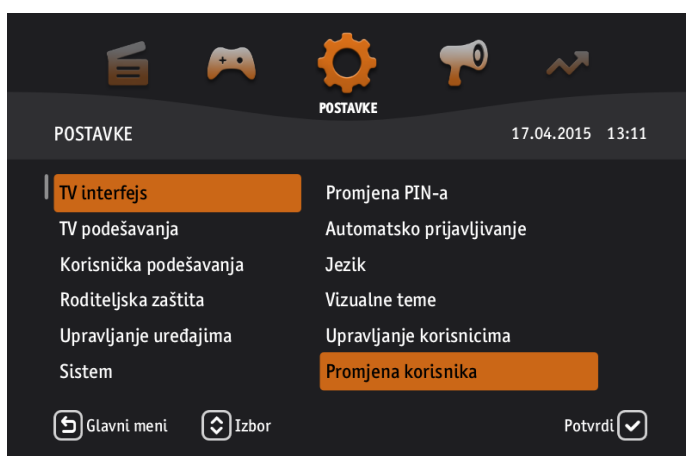 POSTAVKE
POSTAVKE 17.04.2015 13:11
TV interfejs Promjena PIN-a
TV podešavanja Automatsko prijavljivanje
Korisnička podešavanja Jezik
Roditeljska zaštita Vizualne teme
Upravljanje uređajima Upravljanje korisnicima
Sistem Promjena korisnika
Glavni meni Izbor Potvrdi